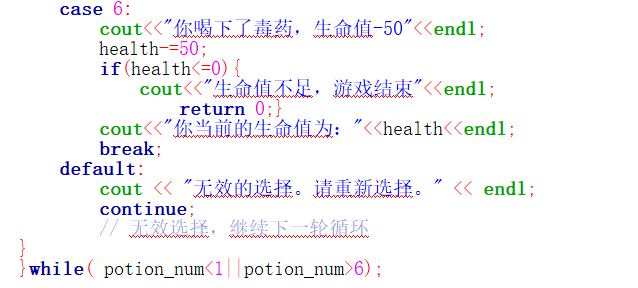 case 6:
cout<<"你喝下了毒药，生命值-50"<<endl;
health-=50;
if(health<=0){
cout<<"生命值不足，游戏结束"<<endl;
return 0;}
cout<<"你当前的生命值为："<<health<<endl;
break;
default:
cout << "无效的选择。请重新选择。" << endl;
continue;
// 无效选择，继续下一轮循环
}
}while( potion_num<1||potion_num>6);